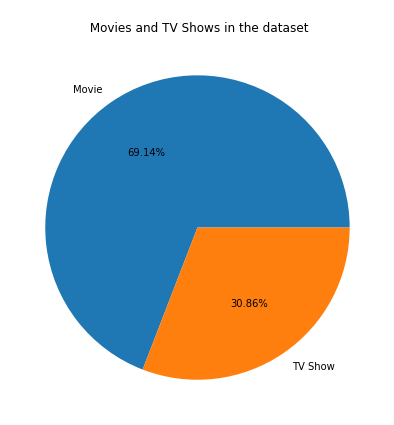 Movies and TV Shows in the dataset
Movie
69.14%
30.86%
TV Show